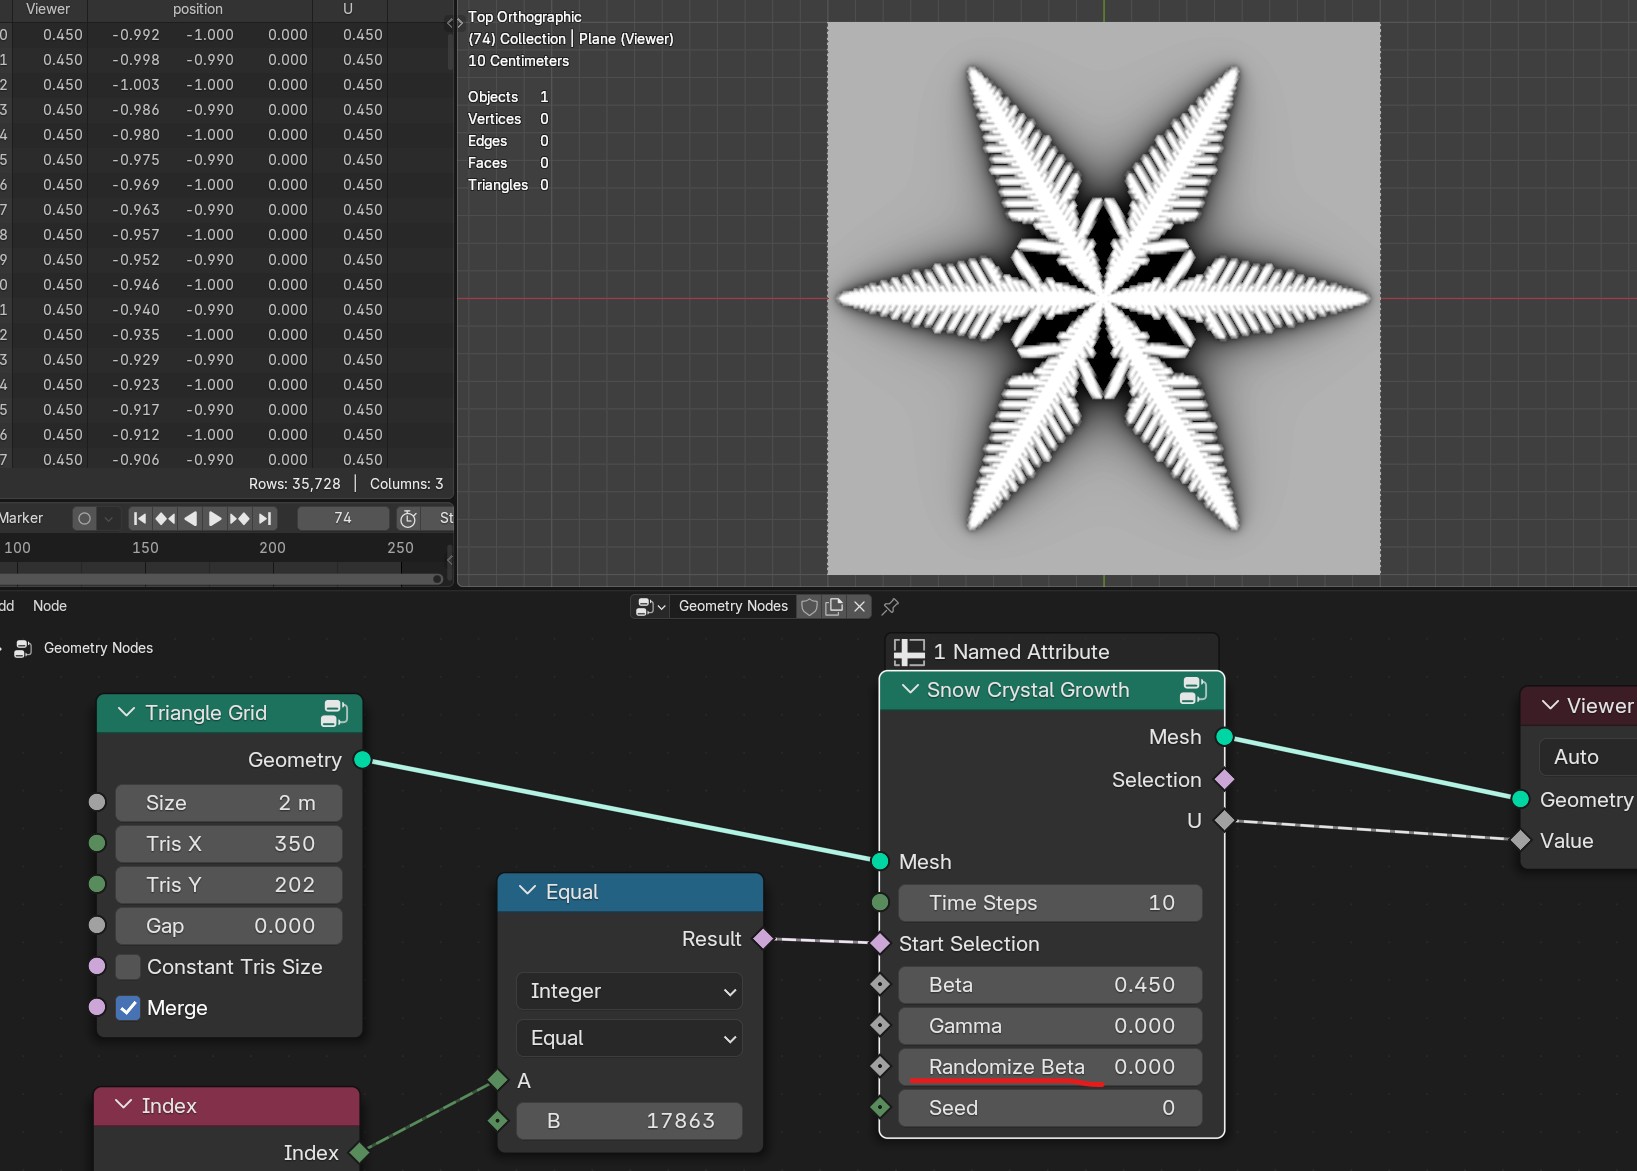 Viewer position U
0 0.450 -0.992 -1.000 0.000 0.450
1 0.450 -0.998 -0.990 0.000 0.450
2 0.450 -1.003 -1.000 0.000 0.450
3 0.450 -0.986 -0.990 0.000 0.450
4 0.450 -0.980 -1.000 0.000 0.450
5 0.450 -0.975 -0.990 0.000 0.450
6 0.450 -0.969 -1.000 0.000 0.450
7 0.450 -0.963 -0.990 0.000 0.450
8 0.450 -0.957 -1.000 0.000 0.450
9 0.450 -0.952 -0.990 0.000 0.450
0 0.450 -0.946 -1.000 0.000 0.450
1 0.450 -0.940 -0.990 0.000 0.450
2 0.450 -0.935 -1.000 0.000 0.450
3 0.450 -0.929 -0.990 0.000 0.450
4 0.450 -0.923 -1.000 0.000 0.450
5 0.450 -0.917 -0.990 0.000 0.450
6 0.450 -0.912 -1.000 0.000 0.450
7 0.450 -0.906 -0.990 0.000 0.450
Rows: 35,728 | Columns: 3
Marker 74 St
100 150 200 250
Top Orthographic
(74) Collection | Plane (Viewer)
10 Centimeters
Objects 1
Vertices 0
Edges 0
Faces 0
Triangles 0
dd Node
Geometry Nodes
Geometry Nodes
Triangle Grid
Geometry
Size 2 m
Tris X 350
Tris Y 202
Gap 0.000
Constant Tris Size
Merge
Index
Index
Equal
Result
Integer
Equal
A
B 17863
1 Named Attribute
Snow Crystal Growth
Mesh
Selection
U
Mesh
Time Steps 10
Start Selection
Beta 0.450
Gamma 0.000
Randomize Beta 0.000
Seed 0
Viewer
Auto
Geometry
Value